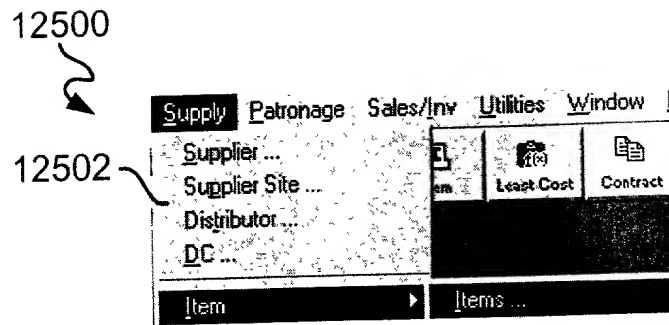 12500
Supply Patronage Sales/Inv Utilities Window
Supplier ...
12502
Supplier Site ...
Least Cost Contract
Distributor ...
DC ...
Item Items ...